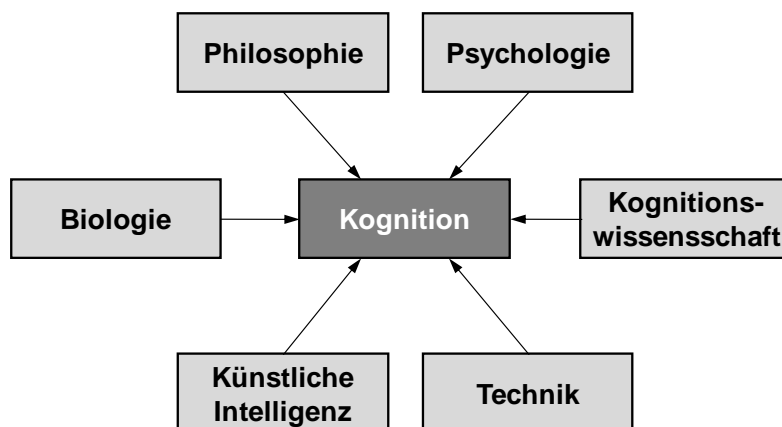 Philosophie
Psychologie
Biologie
Kognition
Kognitions-
wissensschaft
Künstliche
Intelligenz
Technik